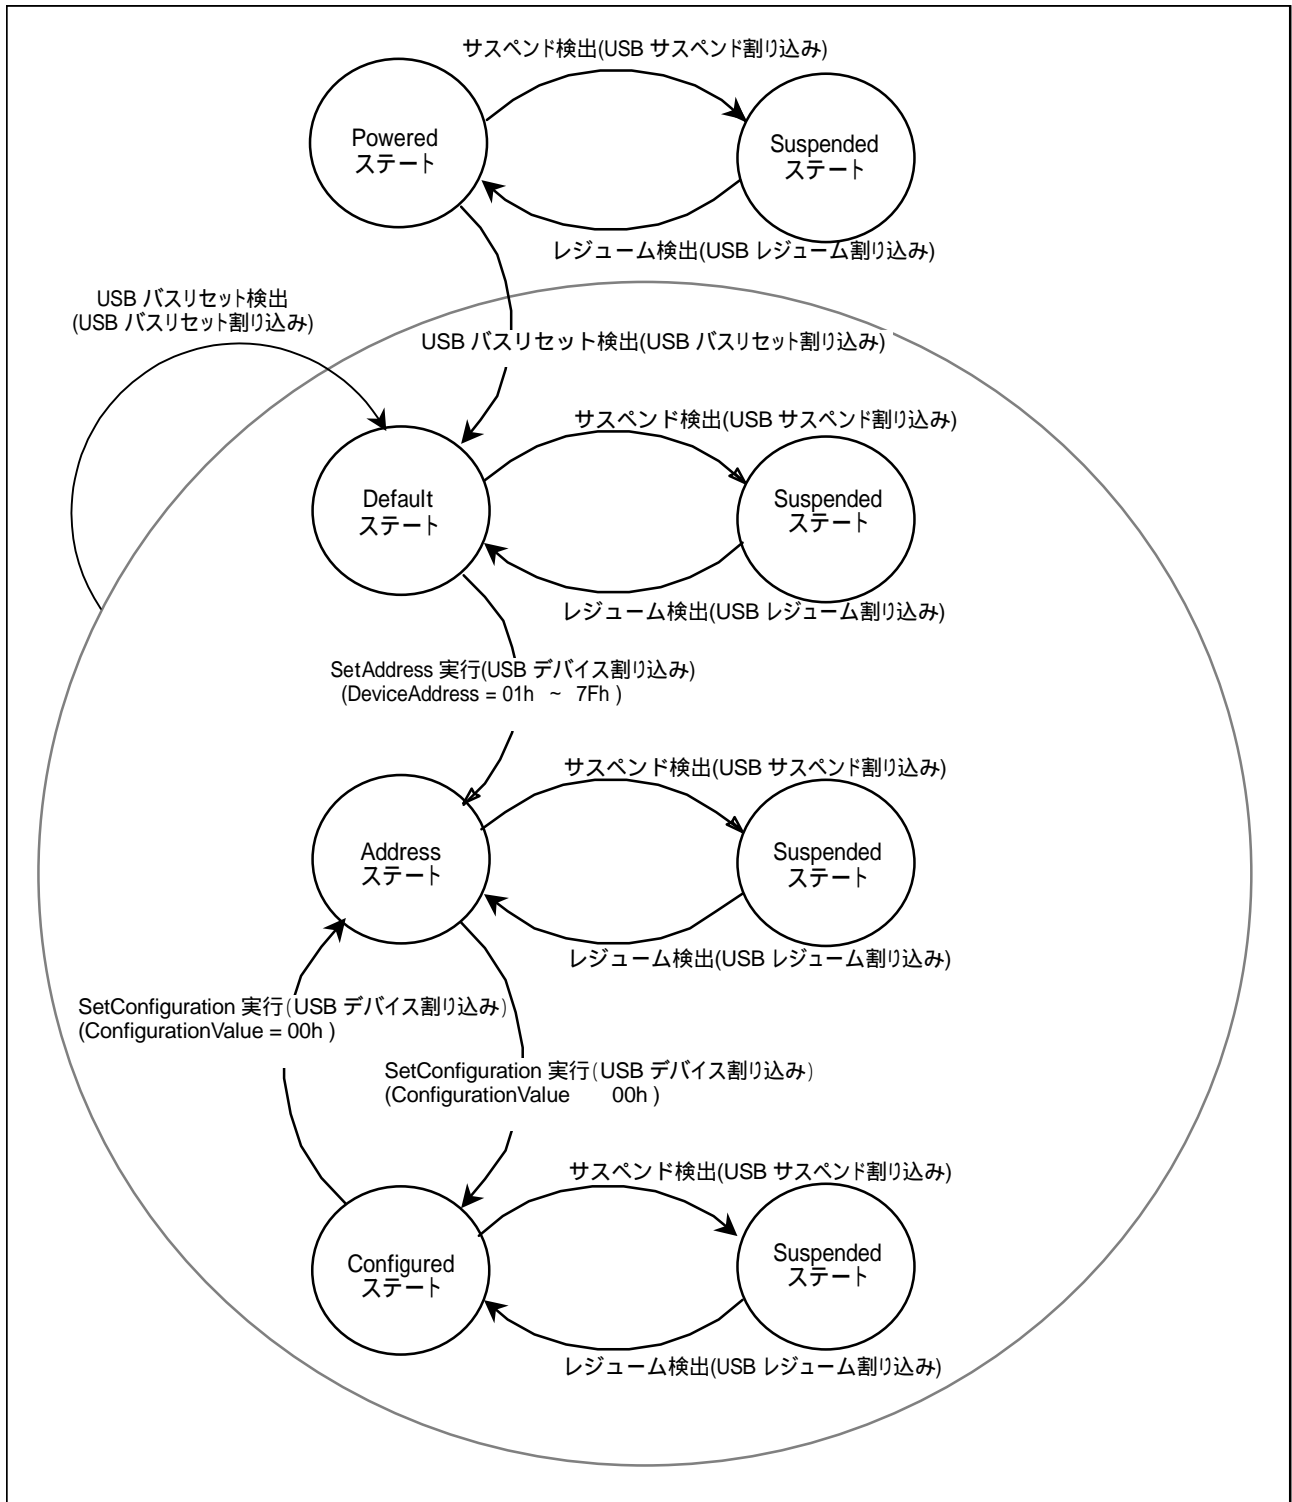 サスペンド検出(USB サスペンド割り込み)
Powered
ステート
Suspended
ステート
レジューム検出(USB レジューム割り込み)
USB バスリセット検出
(USB バスリセット割り込み)
USB バスリセット検出(USB バスリセット割り込み)
サスペンド検出(USB サスペンド割り込み)
Default
ステート
Suspended
ステート
レジューム検出(USB レジューム割り込み)
SetAddress 実行(USB デバイス割り込み)
(DeviceAddress = 01h ~ 7Fh )
サスペンド検出(USB サスペンド割り込み)
Address
ステート
Suspended
ステート
レジューム検出(USB レジューム割り込み)
SetConfiguration 実行(USB デバイス割り込み)
(ConfigurationValue = 00h )
SetConfiguration 実行(USB デバイス割り込み)
(ConfigurationValue 00h )
サスペンド検出(USB サスペンド割り込み)
Configured
ステート
Suspended
ステート
レジューム検出(USB レジューム割り込み)